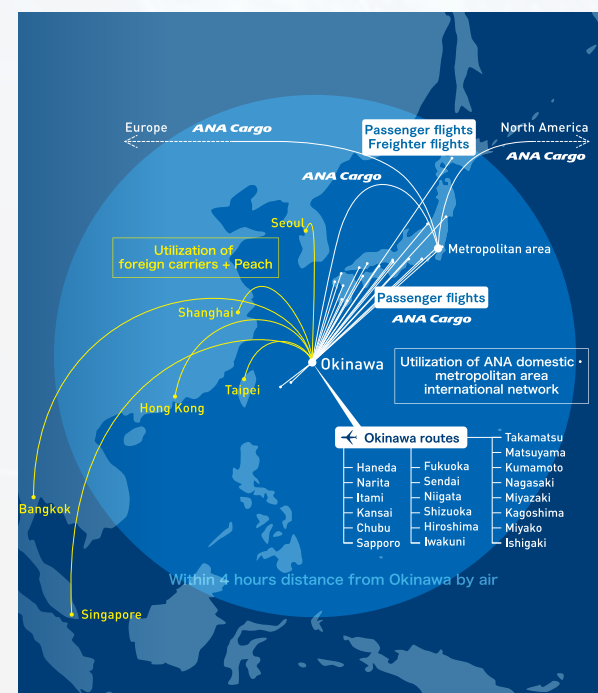 Europe
ANA Cargo
Passenger flights
Freighter flights
North America
ANA Cargo
ANA Cargo
Seoul
Metropolitan area
Utilization of
foreign carriers + Peach
Shanghai
Passenger flights
ANA Cargo
Okinawa
Taipei
Hong Kong
Utilization of ANA domestic・
metropolitan area
international network
Okinawa routes
Haneda
Narita
Itami
Kansai
Chubu
Sapporo
Fukuoka
Sendai
Niigata
Shizuoka
Hiroshima
Iwakuni
Takamatsu
Matsuyama
Kumamoto
Nagasaki
Miyazaki
Kagoshima
Miyako
Ishigaki
Bangkok
Within 4 hours distance from Okinawa by air
Singapore